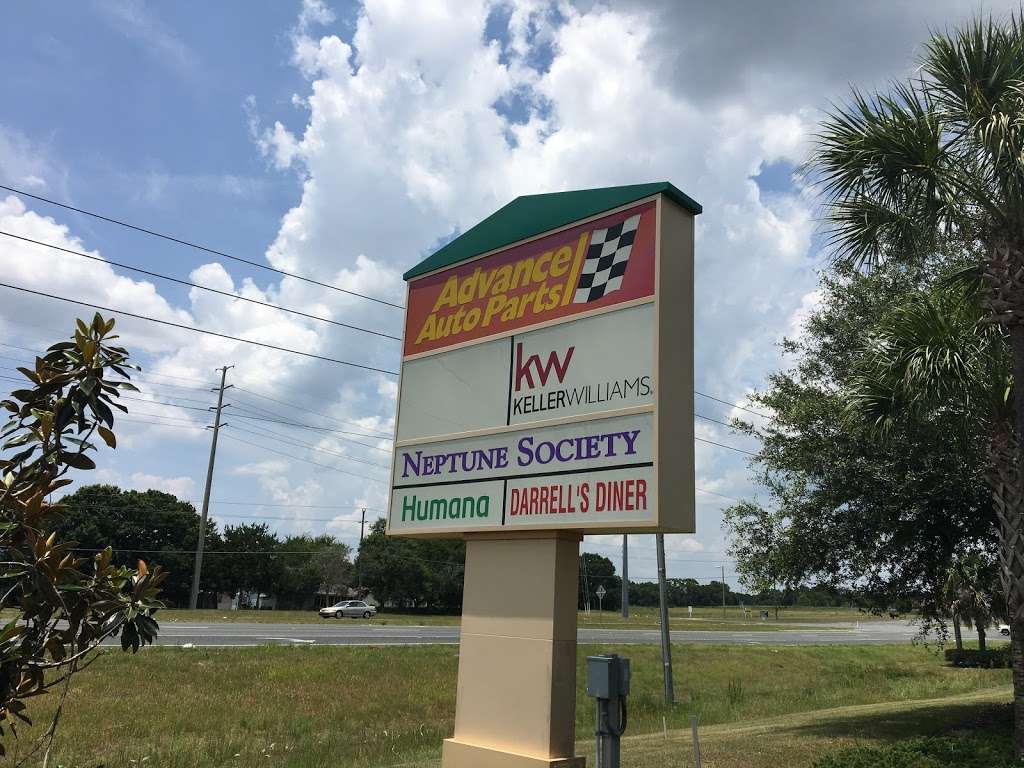 Advance
Auto Parts
kw
KELLERWILLIAMS.
NEPTUNE SOCIETY
Humana
DARRELL'S DINER